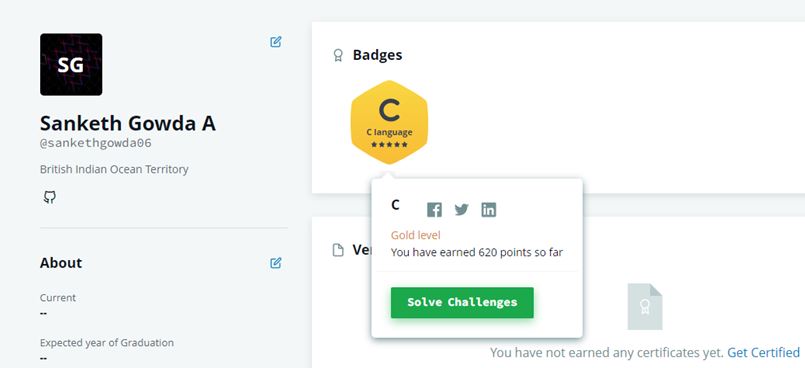 SG
Sanketh Gowda A
@sankethgowda06
British Indian Ocean Territory
About
Current
--
Expected year of Graduation
--
Badges
C
C language
C
Gold level
You have earned 620 points so far
Solve Challenges
You have not earned any certificates yet. Get Certified